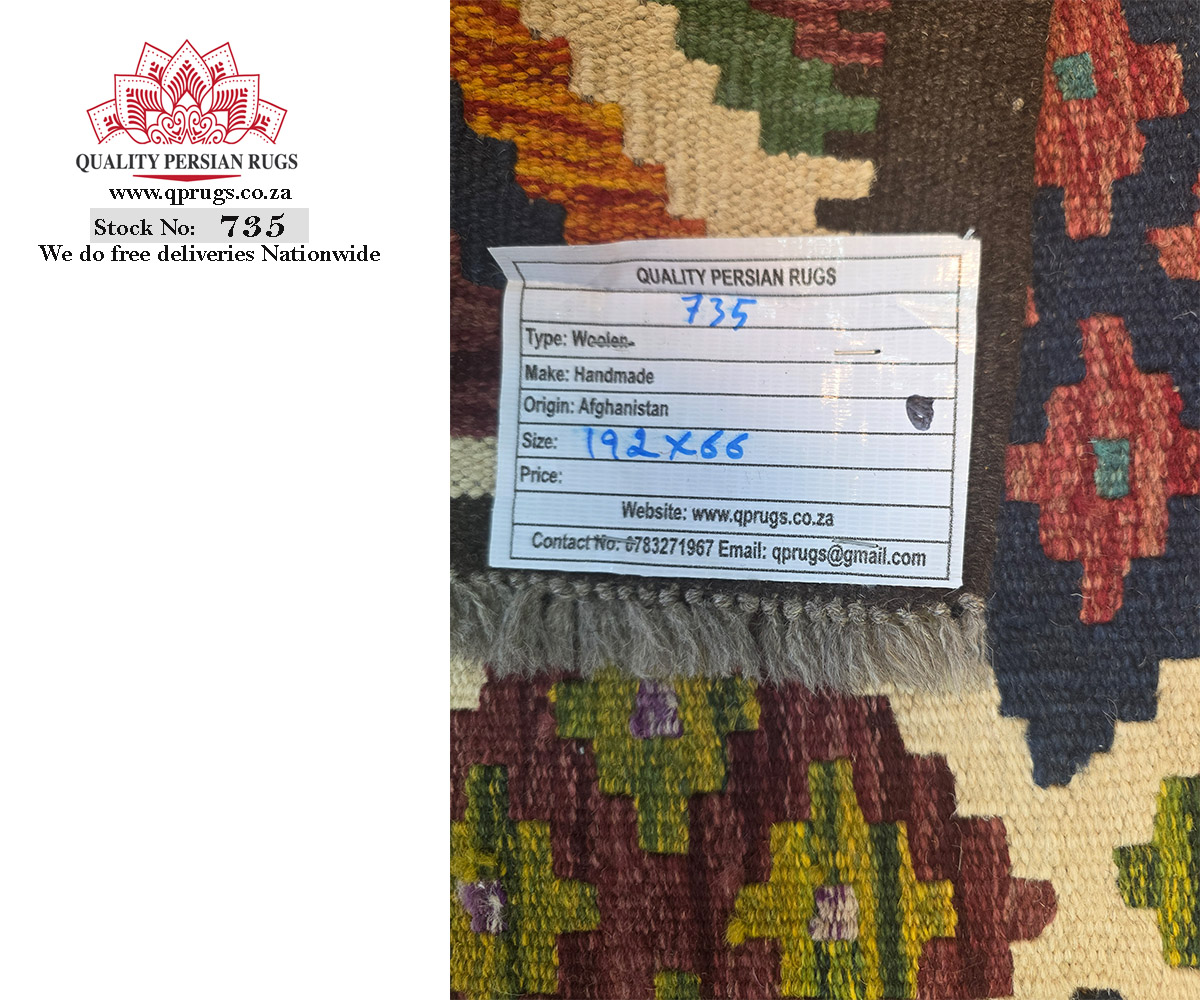 QUALITY PERSIAN RUGS
www.qprugs.co.za
Stock No: 735
We do free deliveries Nationwide
QUALITY PERSIAN RUGS
735
Type: Woolen
Make: Handmade
Origin: Afghanistan
Size: 192X66
Price:
Website: www.qprugs.co.za
Contact No: 0783271967 Email: qprugs@gmail.com